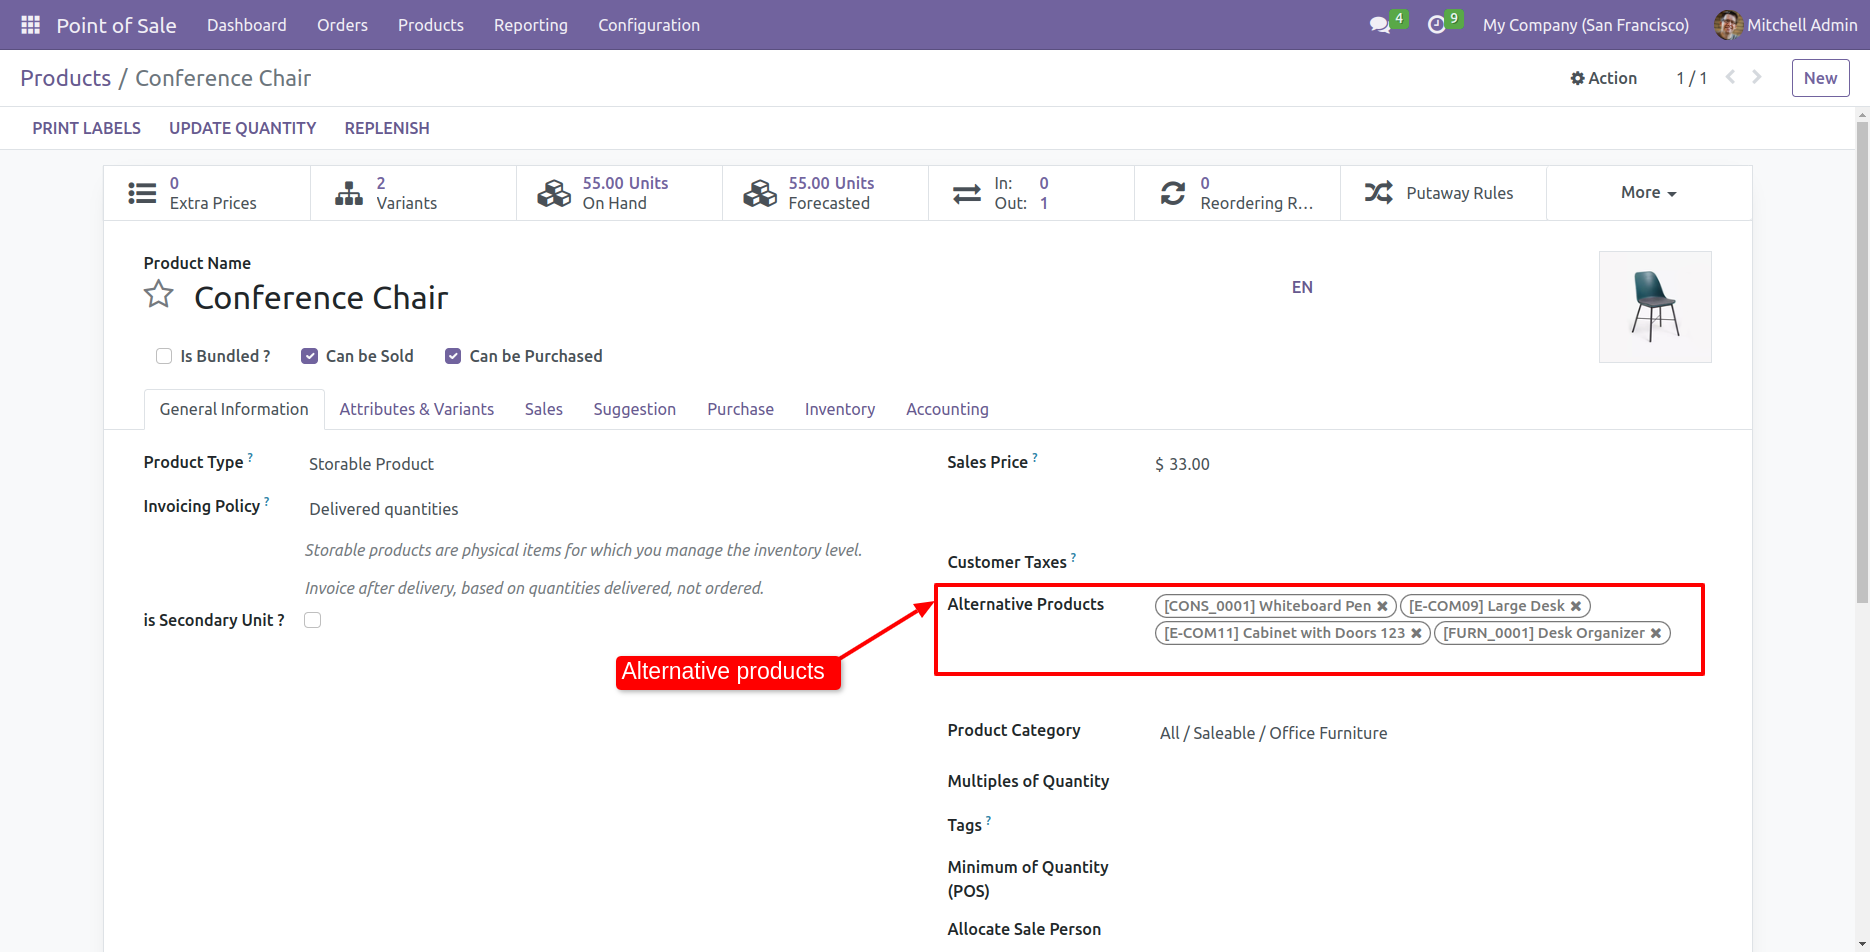 Point of Sale Dashboard Orders Products Reporting Configuration 4 9 My Company (San Francisco) Mitchell Admin
Products / Conference Chair Action 1 / 1 New
PRINT LABELS UPDATE QUANTITY REPLENISH
0 Extra Prices
2 Variants
55.00 Units On Hand
55.00 Units Forecasted
In: 0
Out: 1
0 Reordering R...
Putaway Rules
More
Product Name
Conference Chair
EN
Is Bundled ? Can be Sold Can be Purchased
General Information Attributes & Variants Sales Suggestion Purchase Inventory Accounting
Product Type ? Storable Product
Invoicing Policy ? Delivered quantities
Storable products are physical items for which you manage the inventory level.
Invoice after delivery, based on quantities delivered, not ordered.
is Secondary Unit ?
Alternative products
Sales Price ? $ 33.00
Customer Taxes ?
Alternative Products [CONS_0001] Whiteboard Pen [E-COM09] Large Desk
[E-COM11] Cabinet with Doors 123 [FURN_0001] Desk Organizer
Product Category All / Saleable / Office Furniture
Multiples of Quantity
Tags ?
Minimum of Quantity
(POS)
Allocate Sale Person